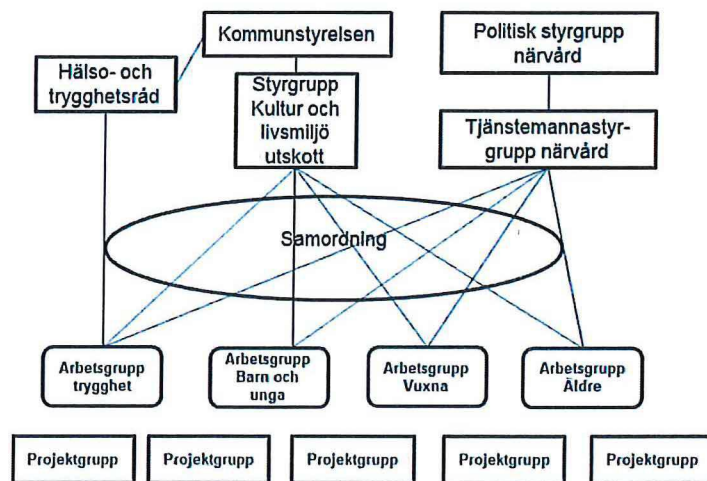 Kommunstyrelsen
Politisk styrgrupp
närvård
Hälso- och
trygghetsråd
Styrgrupp
Kultur och
livsmiljö
utskott
Tjänstemannastyr-
grupp närvård
Samordning
Arbetsgrupp
trygghet
Arbetsgrupp
Barn och
unga
Arbetsgrupp
Vuxna
Arbetsgrupp
Äldre
Projektgrupp
Projektgrupp
Projektgrupp
Projektgrupp
Projektgrupp